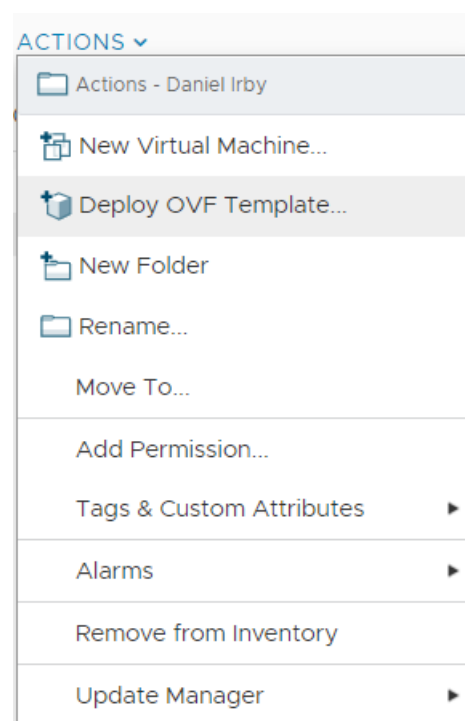 ACTIONS
Actions - Daniel Irby
New Virtual Machine...
Deploy OVF Template...
New Folder
Rename...
Move To...
Add Permission...
Tags & Custom Attributes
Alarms
Remove from Inventory
Update Manager